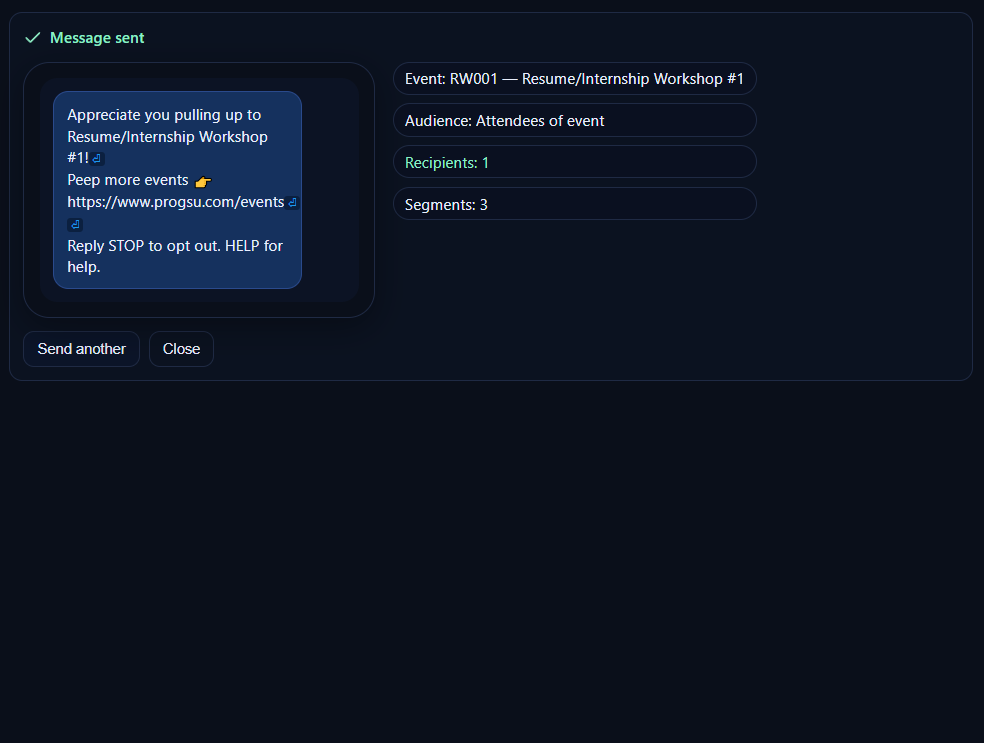 Message sent
Appreciate you pulling up to
Resume/Internship Workshop
#1!⏎
Peep more events 👉
https://www.progsu.com/events⏎
⏎
Reply STOP to opt out. HELP for
help.
Event: RW001 — Resume/Internship Workshop #1
Audience: Attendees of event
Recipients: 1
Segments: 3
Send another
Close